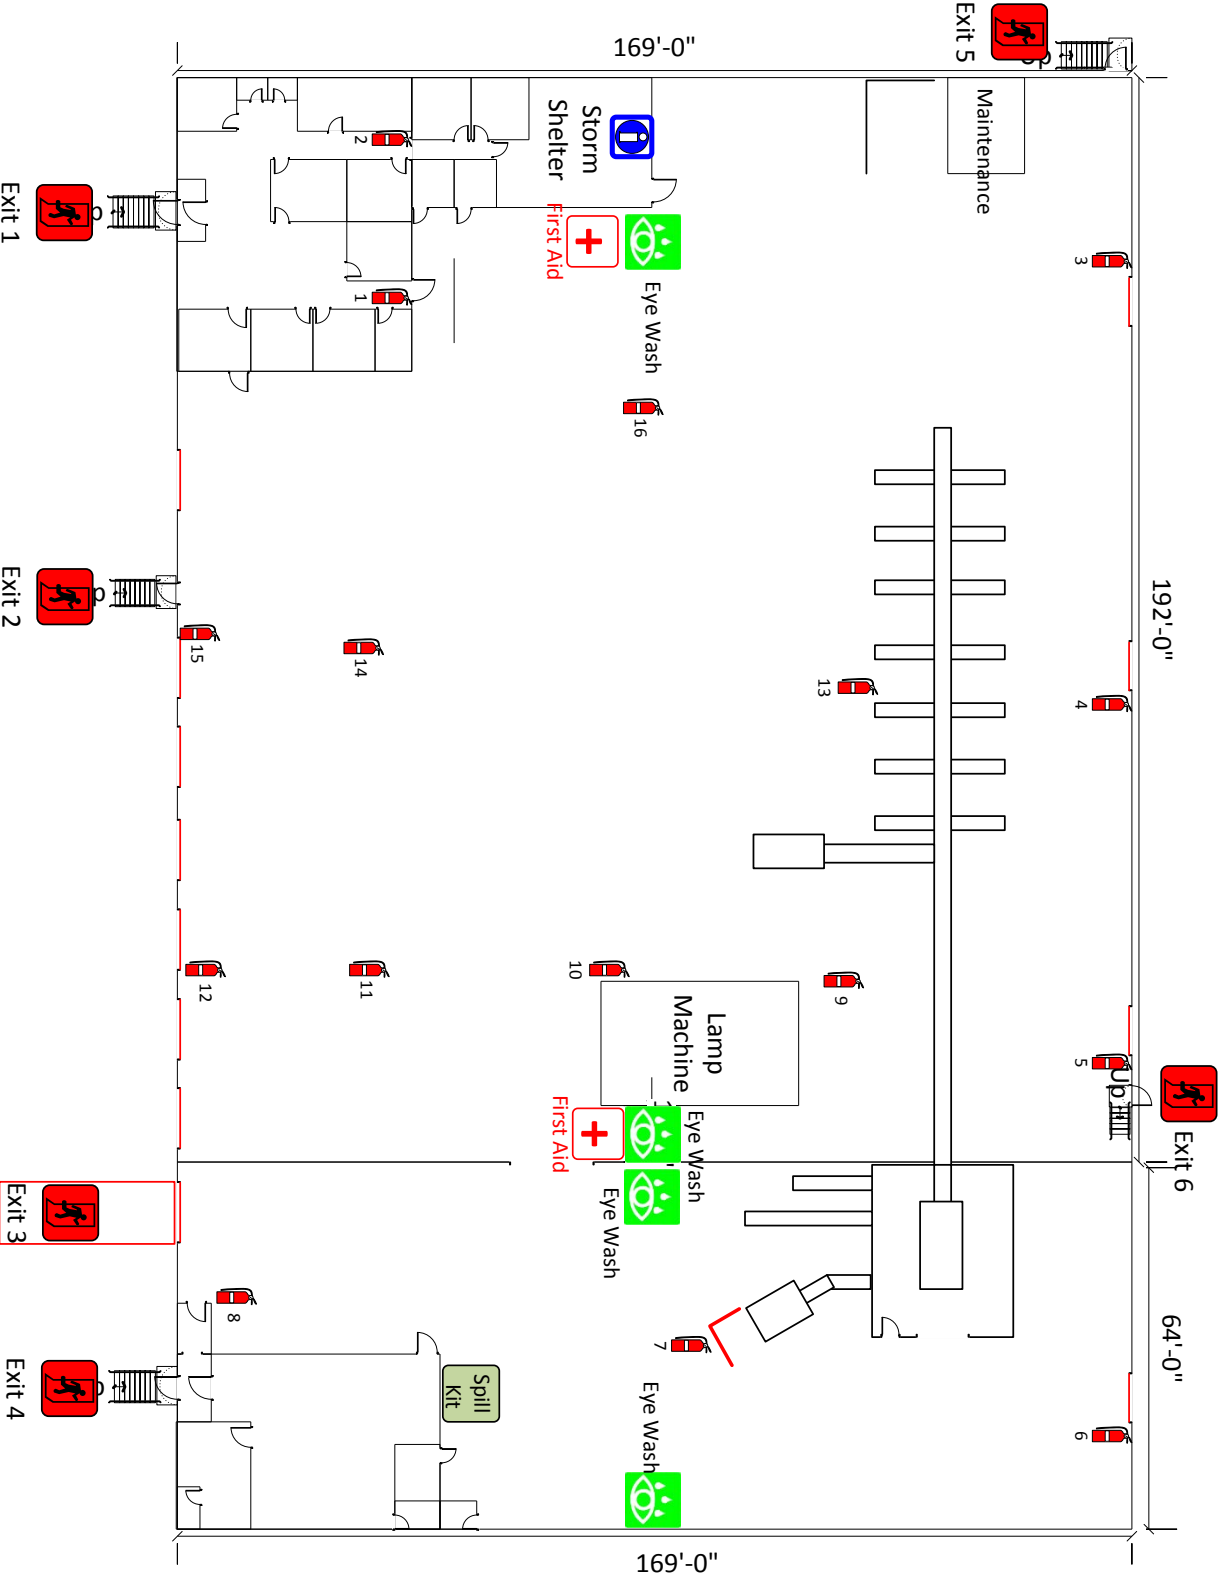 169'-0"
Exit 5
Up
Maintenance
Storm
Shelter
2
First Aid
Eye Wash
3
Exit 1
1
16
192'-0"
Exit 2
15
14
13
4
12
11
10
9
Lamp
Machine
5
Up
Exit 6
First Aid
Eye Wash
Eye Wash
Exit 3
8
7
64'-0"
Exit 4
Spill
Kit
Eye Wash
6
169'-0"